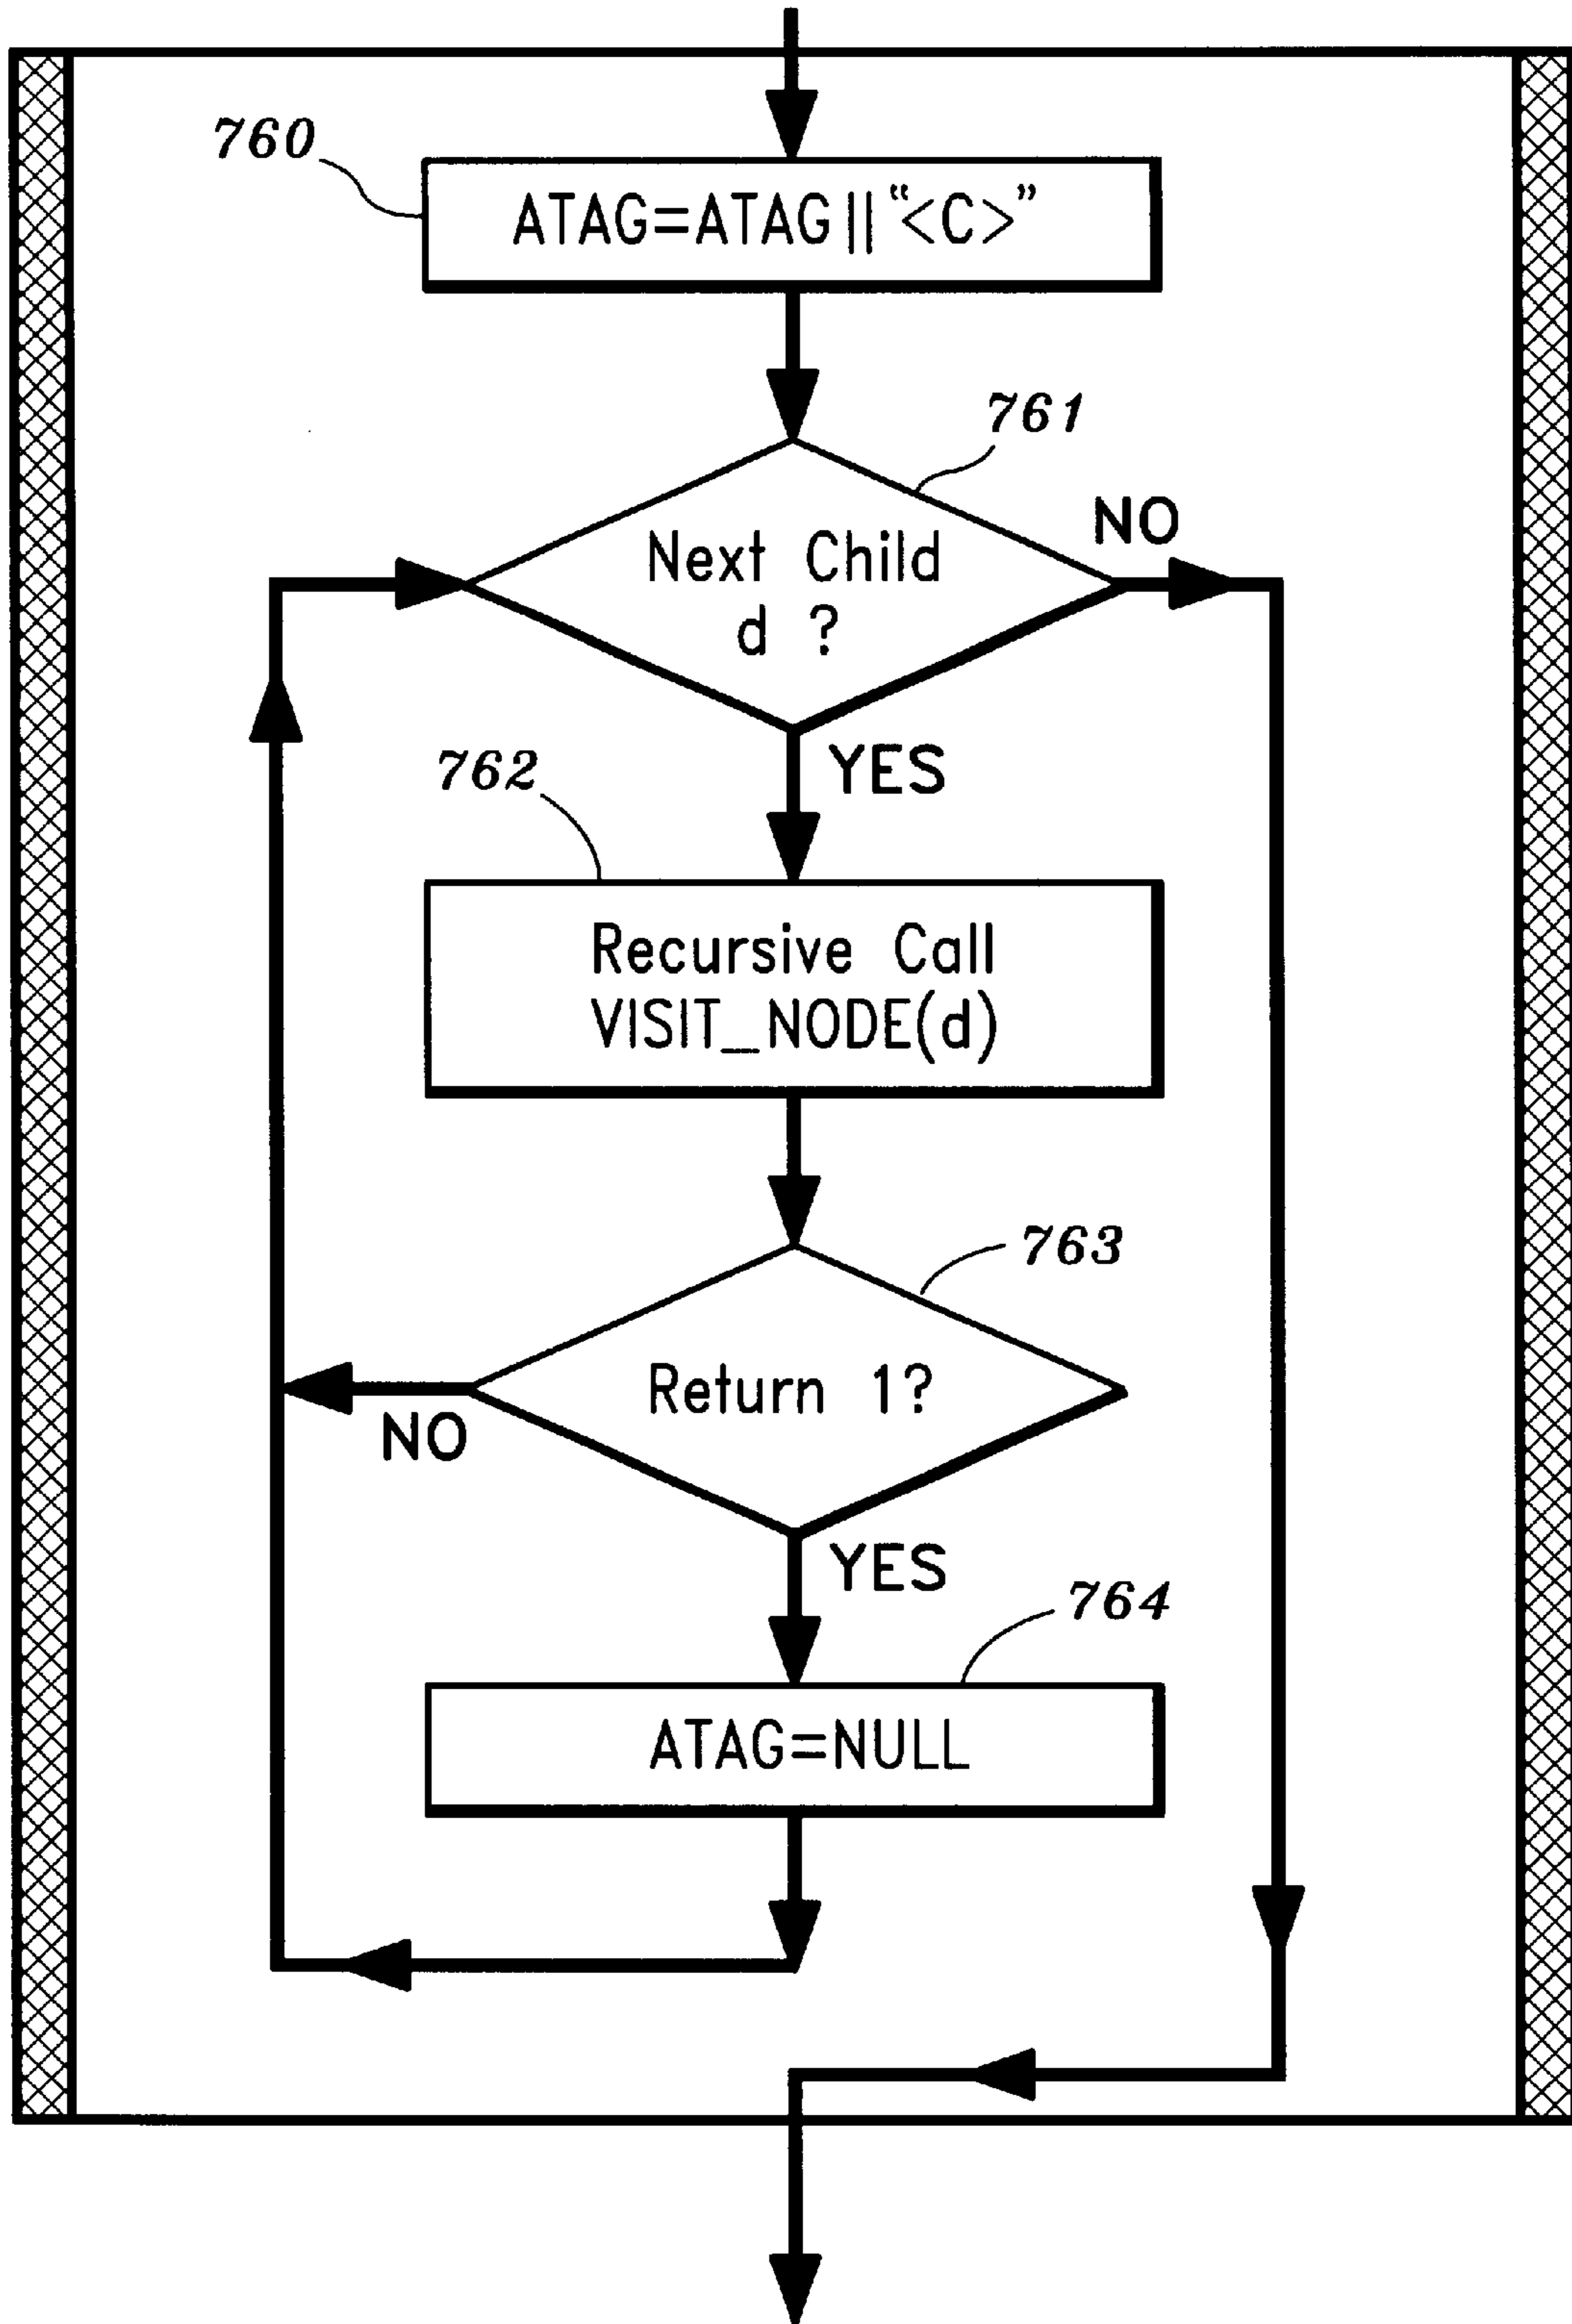 760
ATAG=ATAG||“<C>”
761
Next Child
d ?
NO
YES
762
Recursive Call
VISIT_NODE(d)
763
Return 1?
NO
YES
764
ATAG=NULL